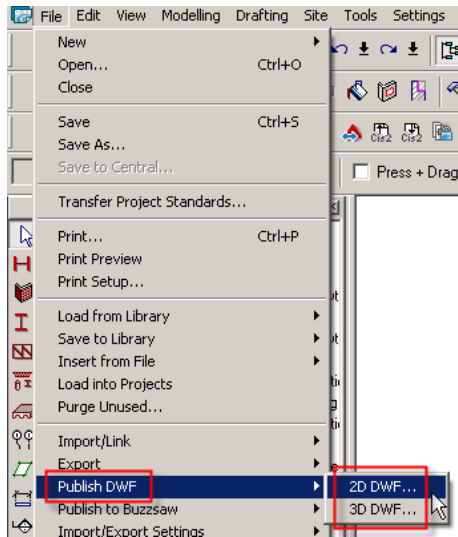 File Edit View Modelling Drafting Site Tools Settings
New
Open... Ctrl+O
Close
Save Ctrl+S
Save As...
Save to Central...
Press + Drag
Transfer Project Standards...
Print... Ctrl+P
Print Preview
Print Setup...
Load from Library
Save to Library
Insert from File
Load into Projects
Purge Unused...
Import/Link
Export
Publish DWF
2D DWF...
Publish to Buzzsaw
3D DWF...
Import/Export Settings
Cis2 Cis2